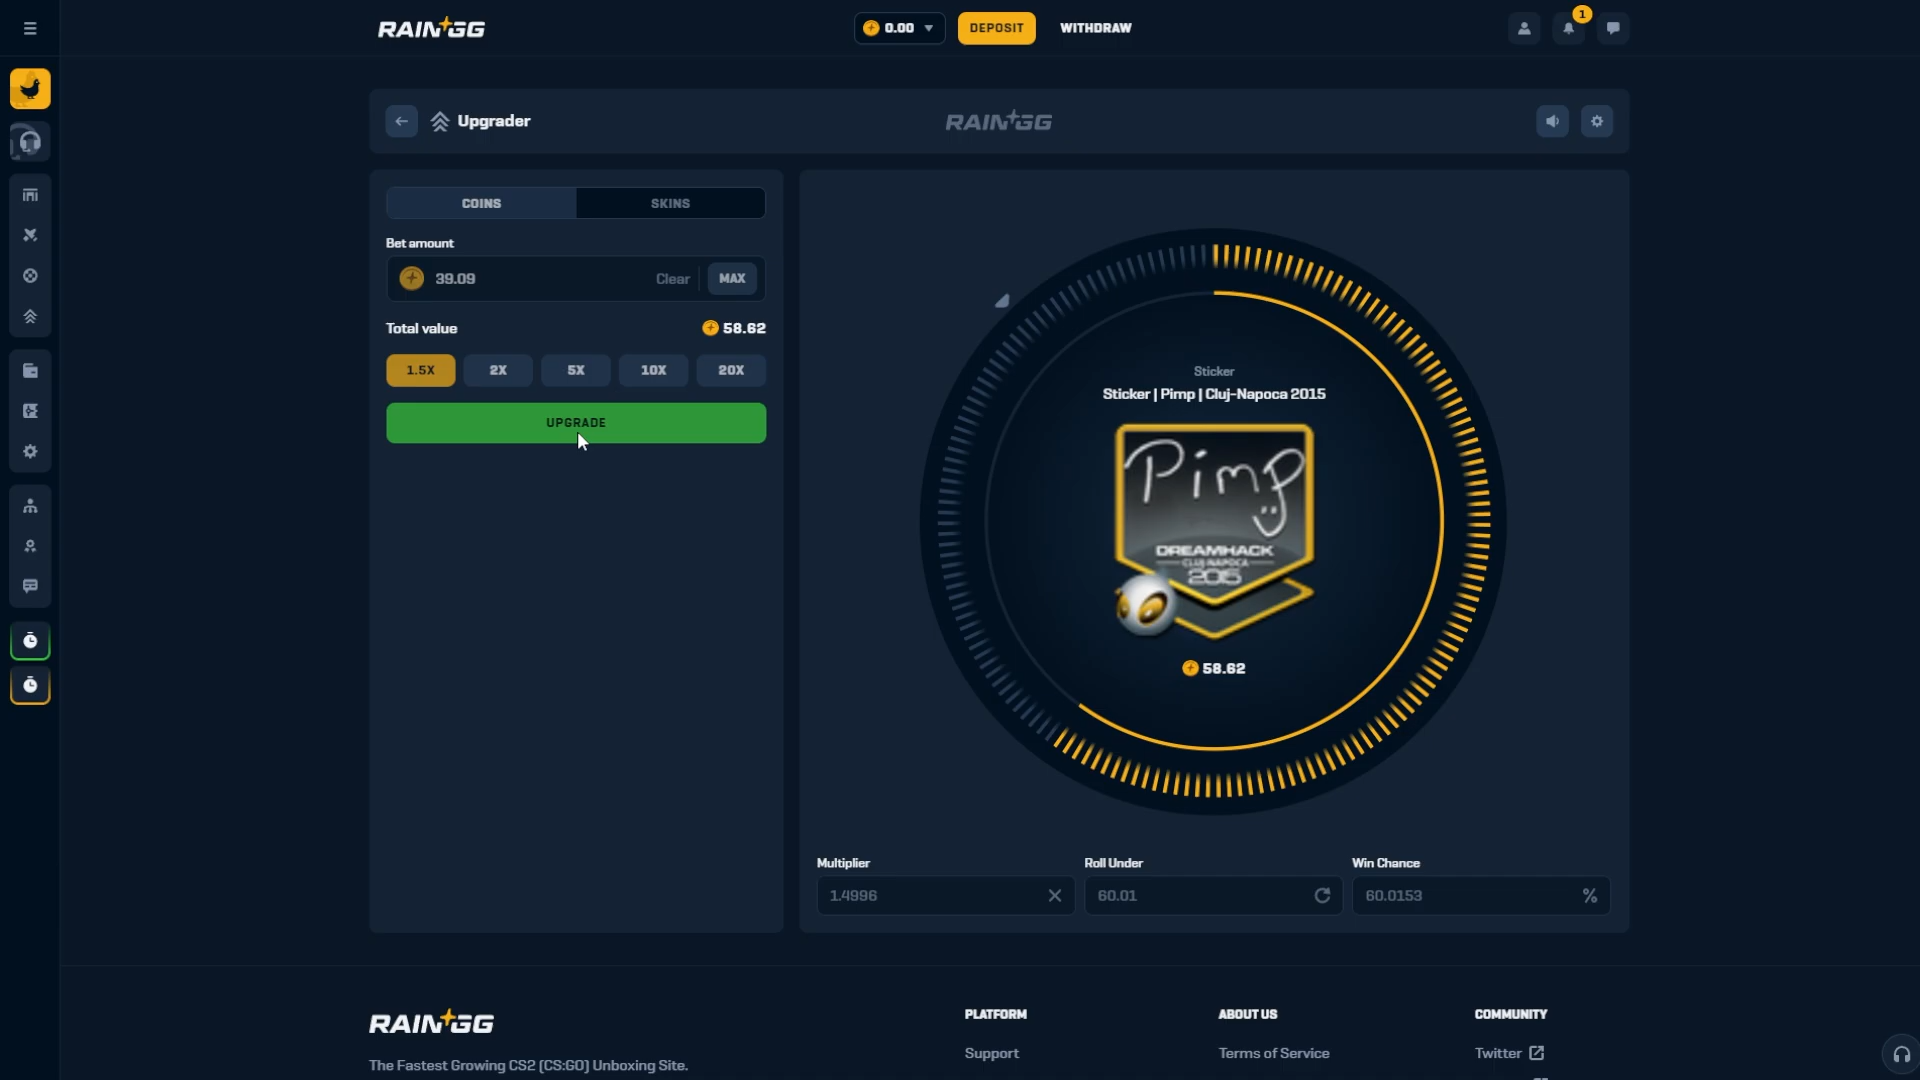 RAIN GG
0.00
DEPOSIT
WITHDRAW
1
Upgrader
RAIN GG
COINS
SKINS
Bet amount
39.09
Clear
MAX
Total value
58.62
1.5X
2X
5X
10X
20X
UPGRADE
Sticker
Sticker | Pimp | Cluj-Napoca 2015
Pimp
DREAMHACK
CLUJ-NAPOCA
2015
58.62
Multiplier
Roll Under
Win Chance
1.4996
60.01
60.0153
%
RAIN GG
The Fastest Growing CS2 (CS:GO) Unboxing Site.
PLATFORM
Support
ABOUT US
Terms of Service
COMMUNITY
Twitter